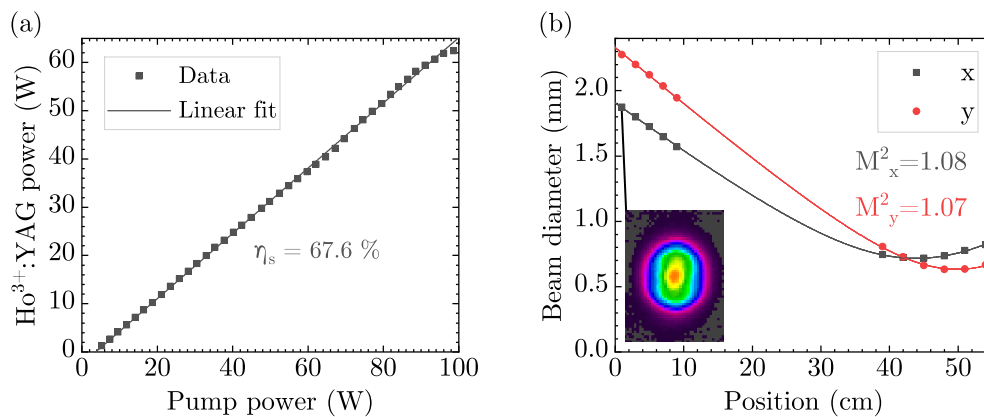 (a)
Ho³⁺:YAG power (W)
60
50
40
30
20
10
0
Data
Linear fit
ηₛ = 67.6 %
0 20 40 60 80 100
Pump power (W)
(b)
Beam diameter (mm)
2.0
1.5
1.0
0.5
0.0
x
y
M²ₓ=1.08
M²ᵧ=1.07
0 10 20 30 40 50
Position (cm)